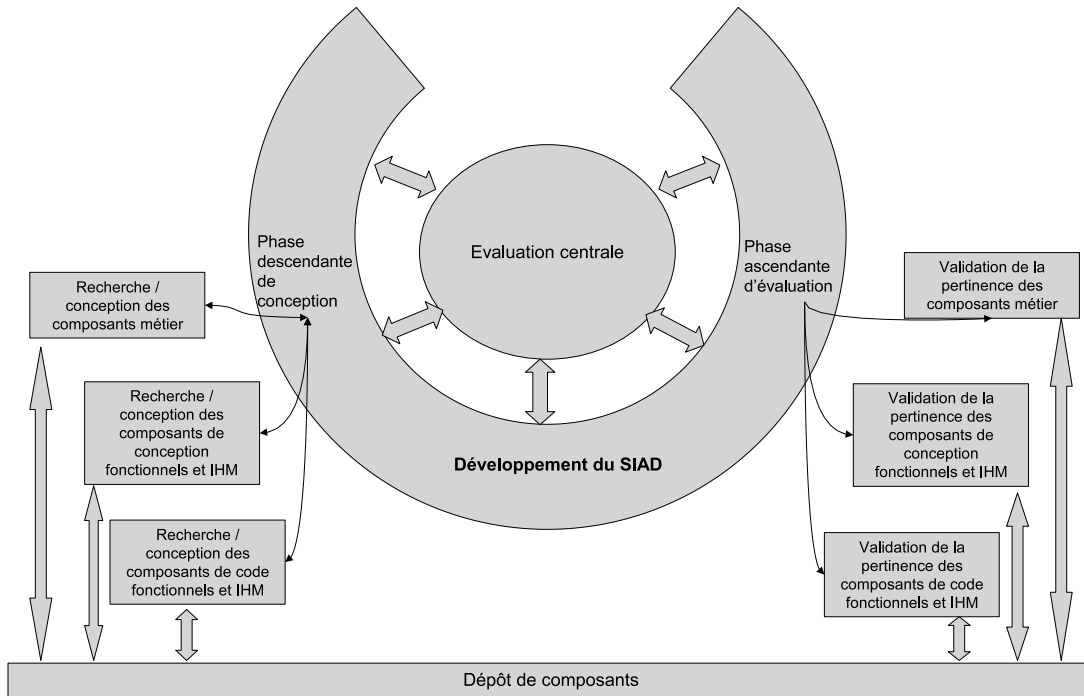 Evaluation centrale
Phase
descendante
de
conception
Phase
ascendante
d'évaluation
Développement du SIAD
Recherche /
conception des
composants métier
Recherche /
conception des
composants de
conception
fonctionnels et IHM
Recherche /
conception des
composants de code
fonctionnels et IHM
Validation de la
pertinence des
composants métier
Validation de la
pertinence des
composants de
conception
fonctionnels et IHM
Validation de la
pertinence des
composants de code
fonctionnels et IHM
Dépôt de composants